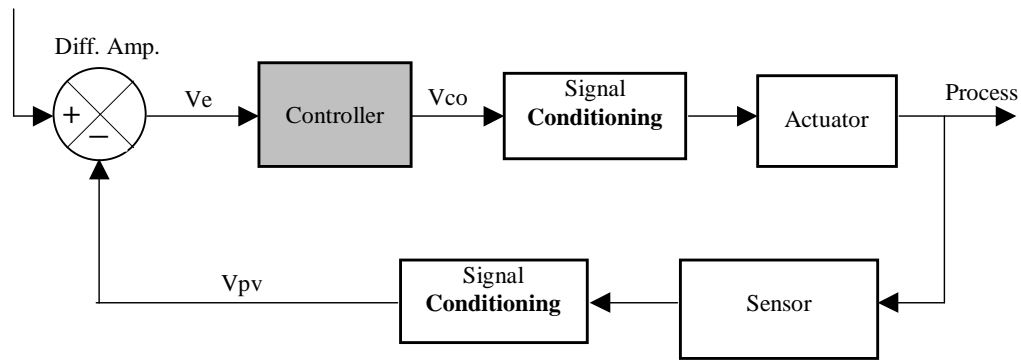 Diff. Amp.
+
−
Ve
Controller
Vco
Signal
Conditioning
Actuator
Process
Vpv
Signal
Conditioning
Sensor